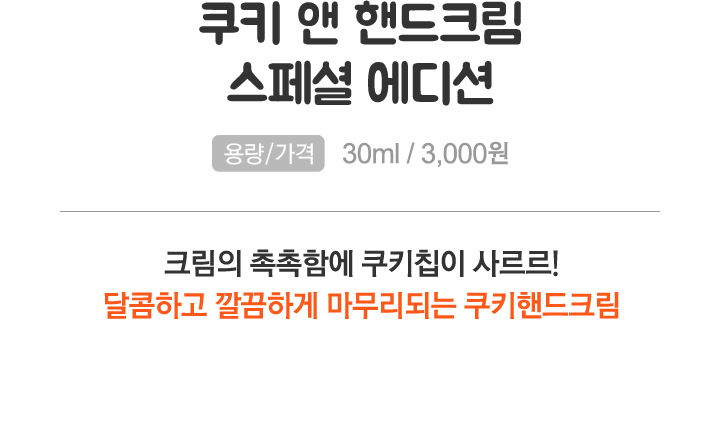 쿠키 앤 핸드크림
스페셜 에디션
용량/가격 30ml / 3,000원
크림의 촉촉함에 쿠키칩이 사르르!
달콤하고 깔끔하게 마무리되는 쿠키핸드크림